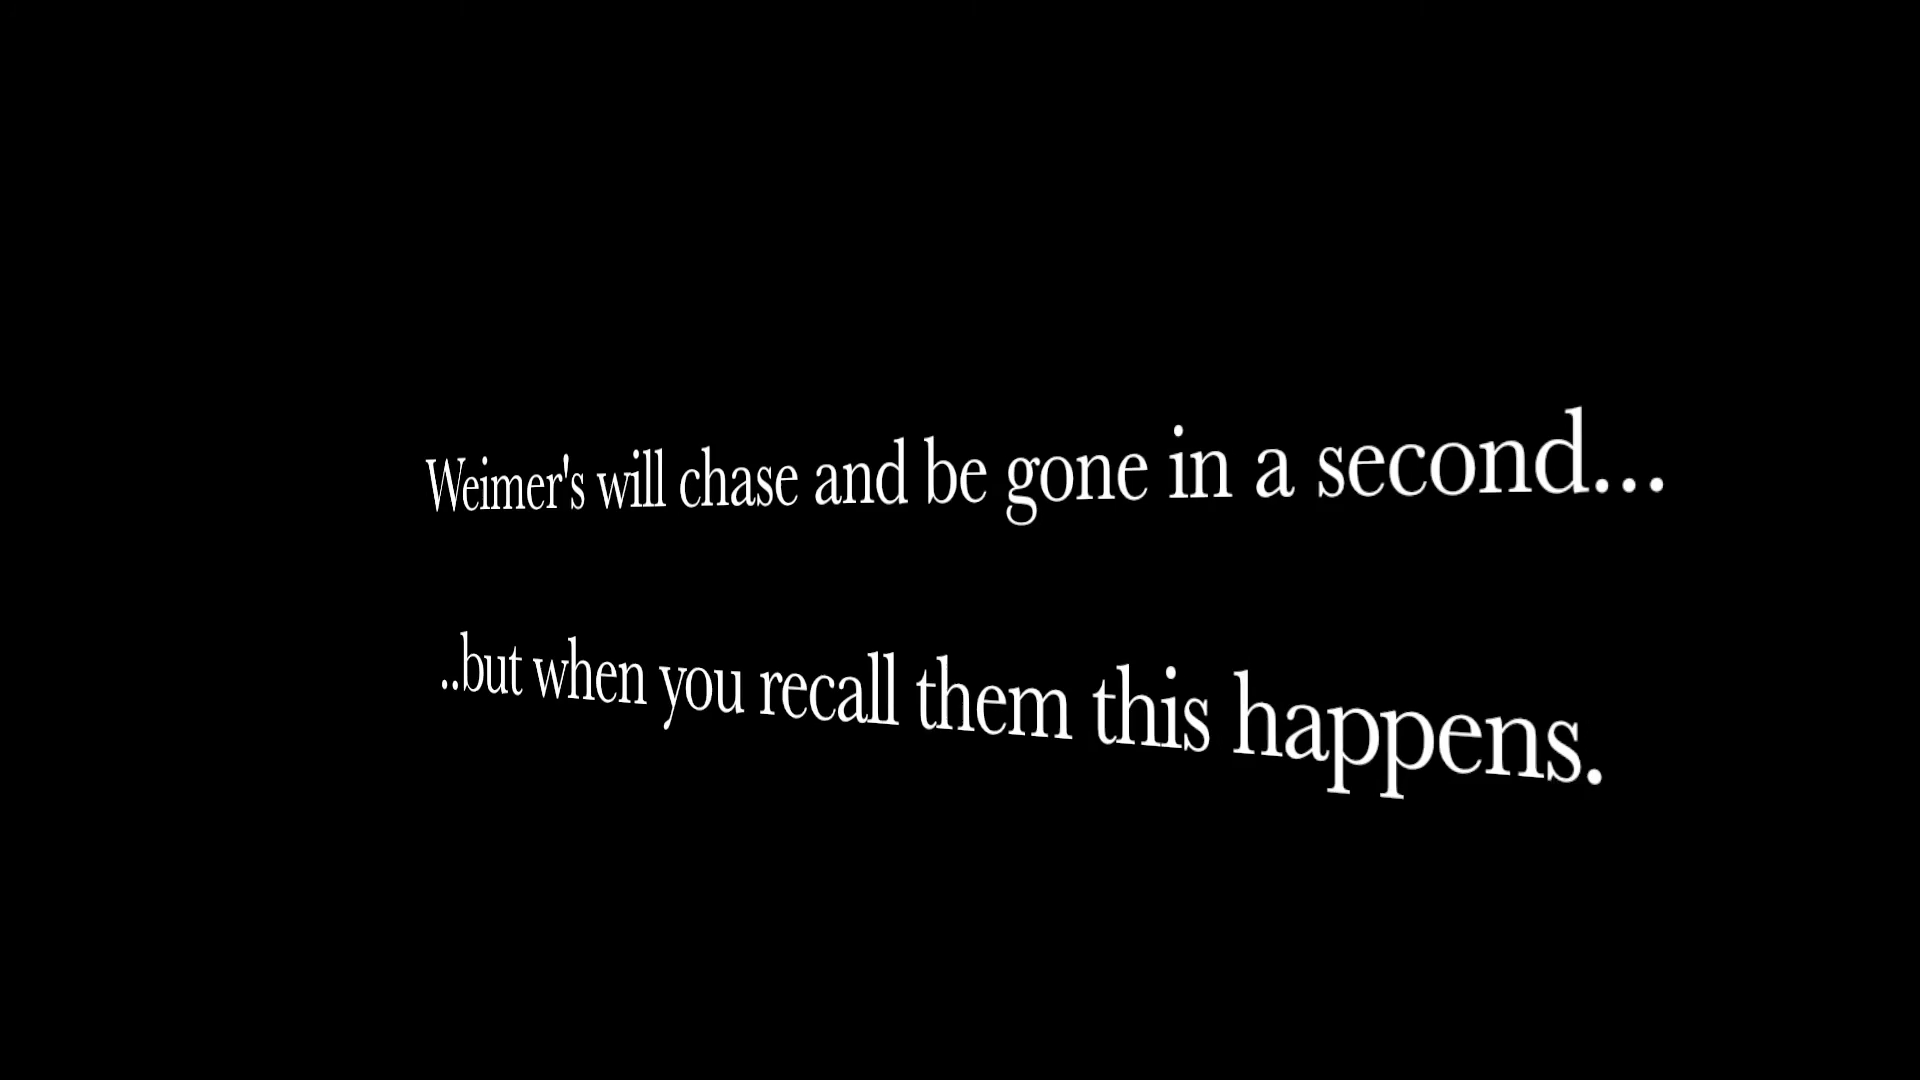 Weimer's will chase and be gone in a second...
..but when you recall them this happens.